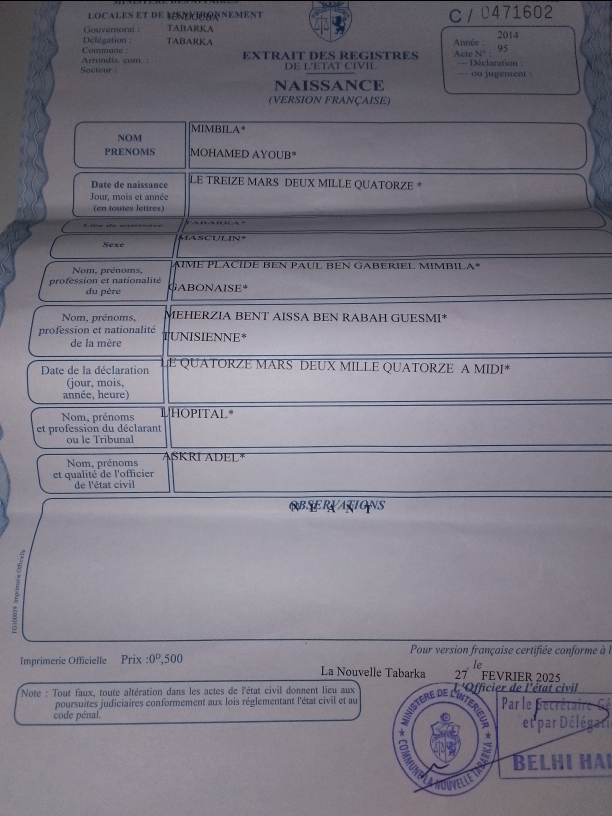 LOCALES ET DE L'ENVIRONNEMENT
Gouvernorat : JENDOUBA
Délégation : TABARKA
Commune : TABARKA
Arrondis. com. :
Secteur :
C / 0471602
Année : 2014
Acte N° : 95
— Déclaration :
— ou jugement :
EXTRAIT DES REGISTRES
DE L'ETAT CIVIL
NAISSANCE
(VERSION FRANÇAISE)
NOM
PRENOMS
MIMBILA*
MOHAMED AYOUB*
Date de naissance
Jour, mois et année
(en toutes lettres)
LE TREIZE MARS DEUX MILLE QUATORZE *
Lieu de naissance
TABARKA*
Sexe
MASCULIN*
Nom, prénoms,
profession et nationalité
du père
AIME PLACIDE BEN PAUL BEN GABERIEL MIMBILA*
GABONAISE*
Nom, prénoms,
profession et nationalité
de la mère
MEHERZIA BENT AISSA BEN RABAH GUESMI*
TUNISIENNE*
Date de la déclaration
(jour, mois,
année, heure)
LE QUATORZE MARS DEUX MILLE QUATORZE A MIDI*
Nom, prénoms
et profession du déclarant
ou le Tribunal
L'HOPITAL*
Nom, prénoms
et qualité de l'officier
de l'état civil
ASKRI ADEL*
OBSERVATIONS
N E A N T
Imprimerie Officielle
Imprimerie Officielle Prix :0ᴰ,500
Pour version française certifiée conforme à l
La Nouvelle Tabarka , le 27 FEVRIER 2025
L'Officier de l'état civil
Note : Tout faux, toute altération dans les actes de l'état civil donnent lieu aux
poursuites judiciaires conformement aux lois réglementant l'état civil et au
code pénal.
★ MINISTERE DE L'INTERIEUR ★
COMMUNE LA NOUVELLE TABARKA
Par le Secrétaire Gé
et par Délégat
BELHI HA